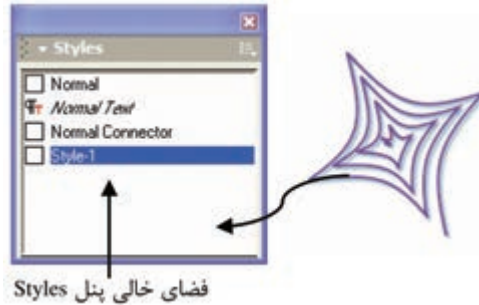 Styles
Normal
Normal Text
Normal Connector
Style-1
فضای خالی پنل Styles